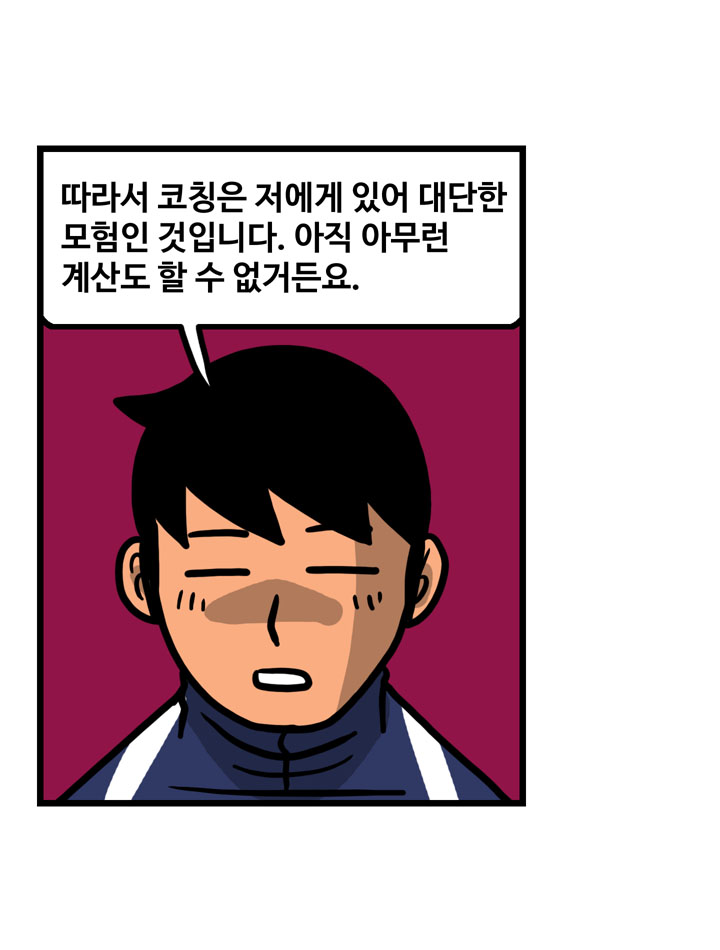 따라서 코칭은 저에게 있어 대단한
모험인 것입니다. 아직 아무런
계산도 할 수 없거든요.